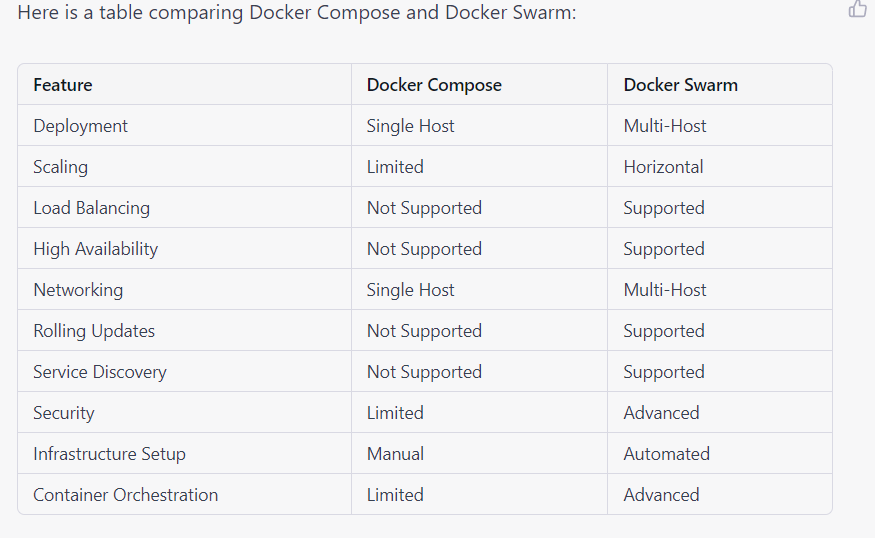 Here is a table comparing Docker Compose and Docker Swarm:
Feature Docker Compose Docker Swarm
Deployment Single Host Multi-Host
Scaling Limited Horizontal
Load Balancing Not Supported Supported
High Availability Not Supported Supported
Networking Single Host Multi-Host
Rolling Updates Not Supported Supported
Service Discovery Not Supported Supported
Security Limited Advanced
Infrastructure Setup Manual Automated
Container Orchestration Limited Advanced